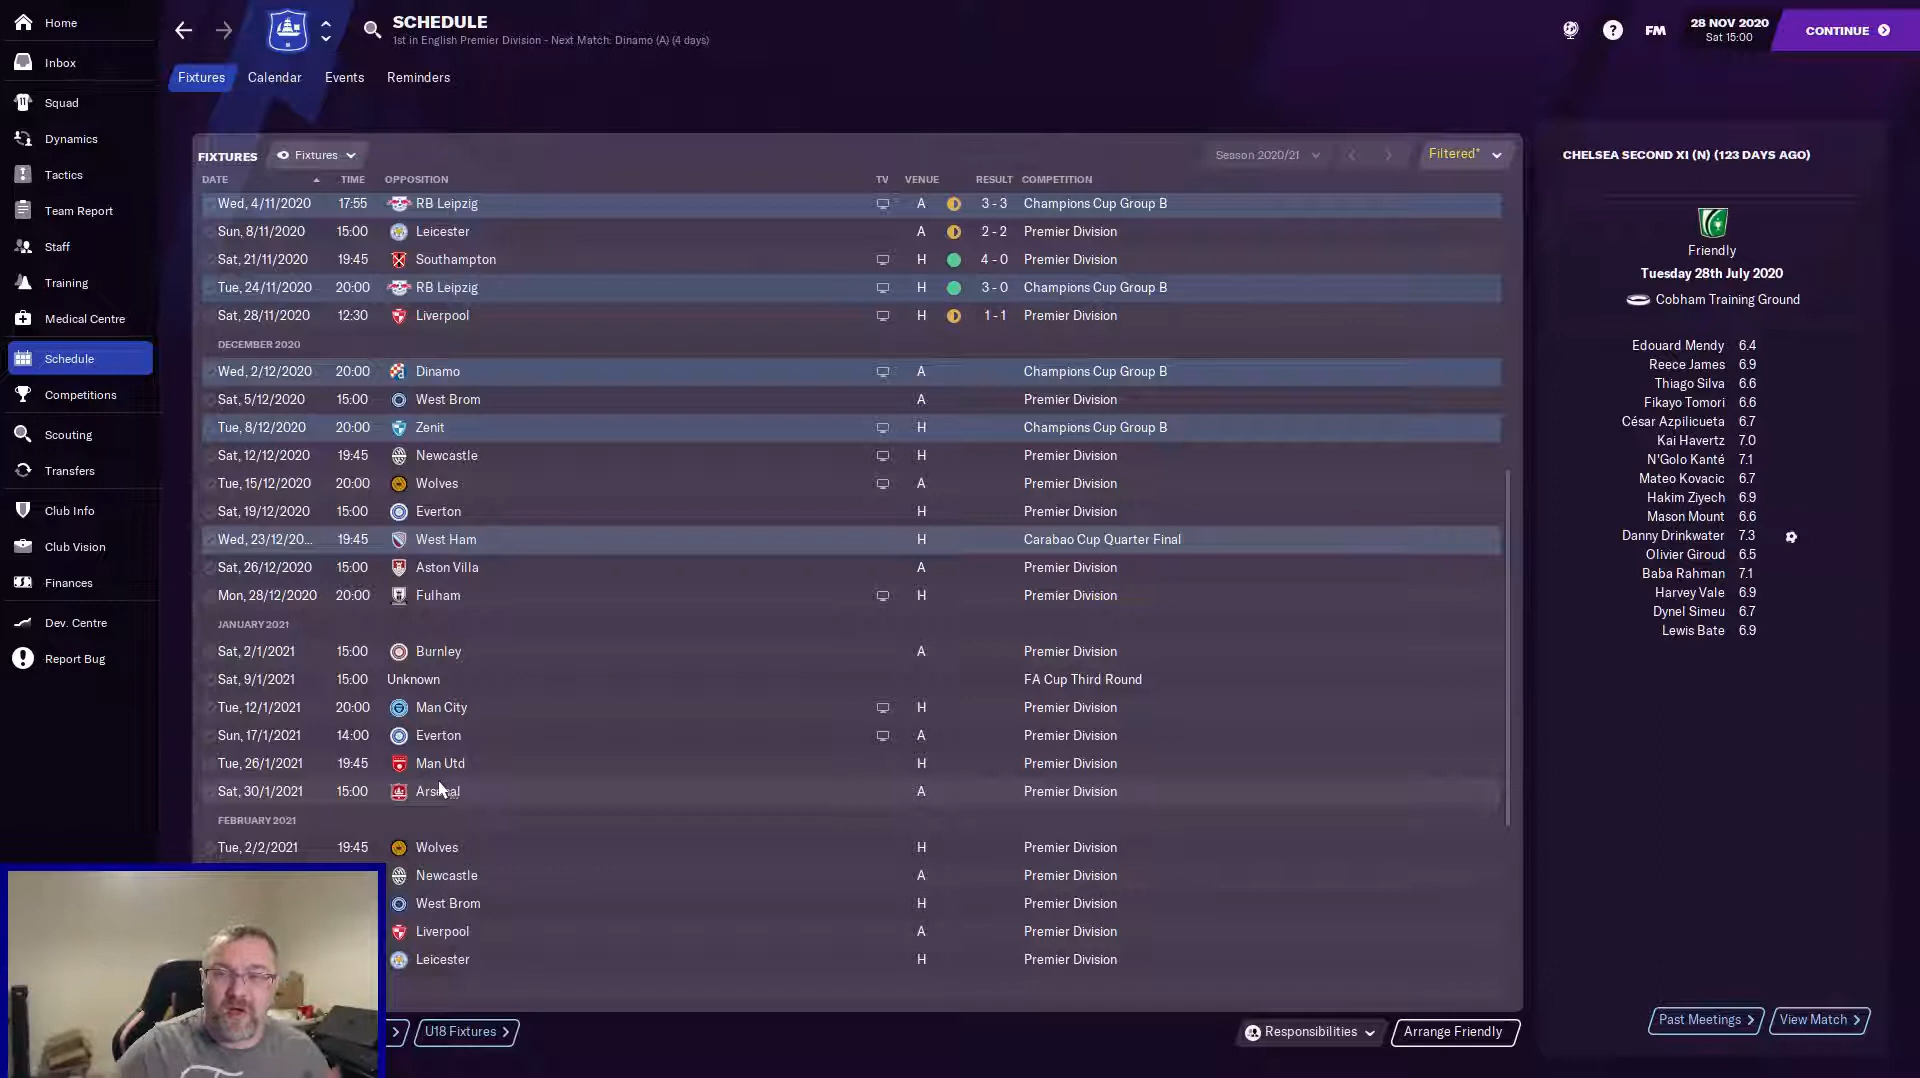 Home
Inbox
Squad
Dynamics
Tactics
Team Report
Staff
Training
Medical Centre
Schedule
Competitions
Scouting
Transfers
Club Info
Club Vision
Finances
Dev. Centre
Report Bug
SCHEDULE
1st in English Premier Division - Next Match: Dinamo (A) (4 days)
FM
28 NOV 2020
Sat 15:00
CONTINUE
Fixtures Calendar Events Reminders
FIXTURES Fixtures Season 2020/21 Filtered*
DATE TIME OPPOSITION TV VENUE RESULT COMPETITION
Wed, 4/11/2020 17:55 RB Leipzig A 3 - 3 Champions Cup Group B
Sun, 8/11/2020 15:00 Leicester A 2 - 2 Premier Division
Sat, 21/11/2020 19:45 Southampton H 4 - 0 Premier Division
Tue, 24/11/2020 20:00 RB Leipzig H 3 - 0 Champions Cup Group B
Sat, 28/11/2020 12:30 Liverpool H 1 - 1 Premier Division
DECEMBER 2020
Wed, 2/12/2020 20:00 Dinamo A Champions Cup Group B
Sat, 5/12/2020 15:00 West Brom A Premier Division
Tue, 8/12/2020 20:00 Zenit H Champions Cup Group B
Sat, 12/12/2020 19:45 Newcastle H Premier Division
Tue, 15/12/2020 20:00 Wolves A Premier Division
Sat, 19/12/2020 15:00 Everton H Premier Division
Wed, 23/12/20... 19:45 West Ham H Carabao Cup Quarter Final
Sat, 26/12/2020 15:00 Aston Villa A Premier Division
Mon, 28/12/2020 20:00 Fulham H Premier Division
JANUARY 2021
Sat, 2/1/2021 15:00 Burnley A Premier Division
Sat, 9/1/2021 15:00 Unknown FA Cup Third Round
Tue, 12/1/2021 20:00 Man City H Premier Division
Sun, 17/1/2021 14:00 Everton A Premier Division
Tue, 26/1/2021 19:45 Man Utd H Premier Division
Sat, 30/1/2021 15:00 Arsenal A Premier Division
FEBRUARY 2021
Tue, 2/2/2021 19:45 Wolves H Premier Division
Newcastle A Premier Division
West Brom H Premier Division
Liverpool A Premier Division
Leicester H Premier Division
U18 Fixtures
Responsibilities
Arrange Friendly
CHELSEA SECOND XI (N) (123 DAYS AGO)
Friendly
Tuesday 28th July 2020
Cobham Training Ground
Edouard Mendy 6.4
Reece James 6.9
Thiago Silva 6.6
Fikayo Tomori 6.6
César Azpilicueta 6.7
Kai Havertz 7.0
N'Golo Kanté 7.1
Mateo Kovacic 6.7
Hakim Ziyech 6.9
Mason Mount 6.6
Danny Drinkwater 7.3
Olivier Giroud 6.5
Baba Rahman 7.1
Harvey Vale 6.9
Dynel Simeu 6.7
Lewis Bate 6.9
Past Meetings
View Match